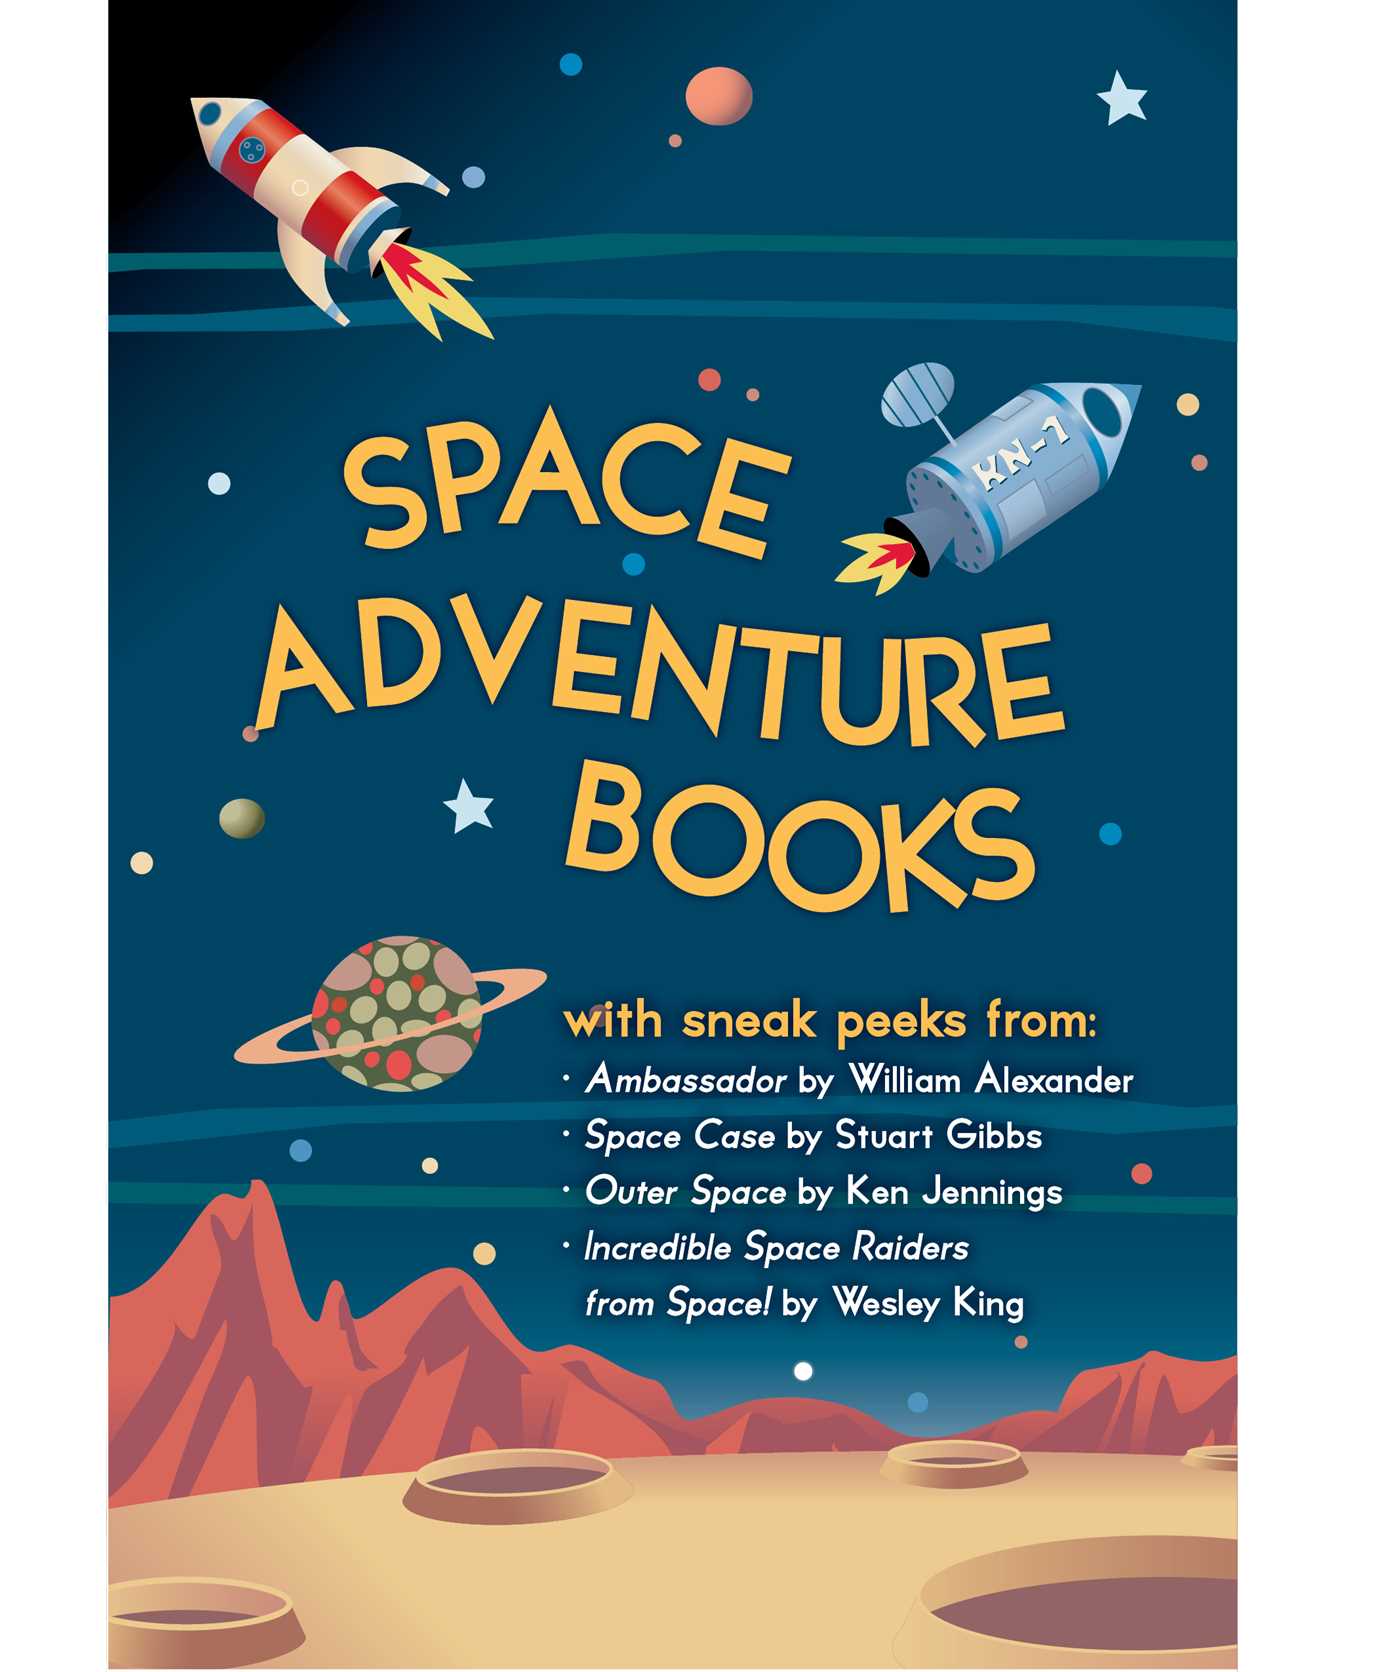 SPACE
ADVENTURE
BOOKS
KN-1
with sneak peeks from:
· Ambassador by William Alexander
· Space Case by Stuart Gibbs
· Outer Space by Ken Jennings
· Incredible Space Raiders
from Space! by Wesley King